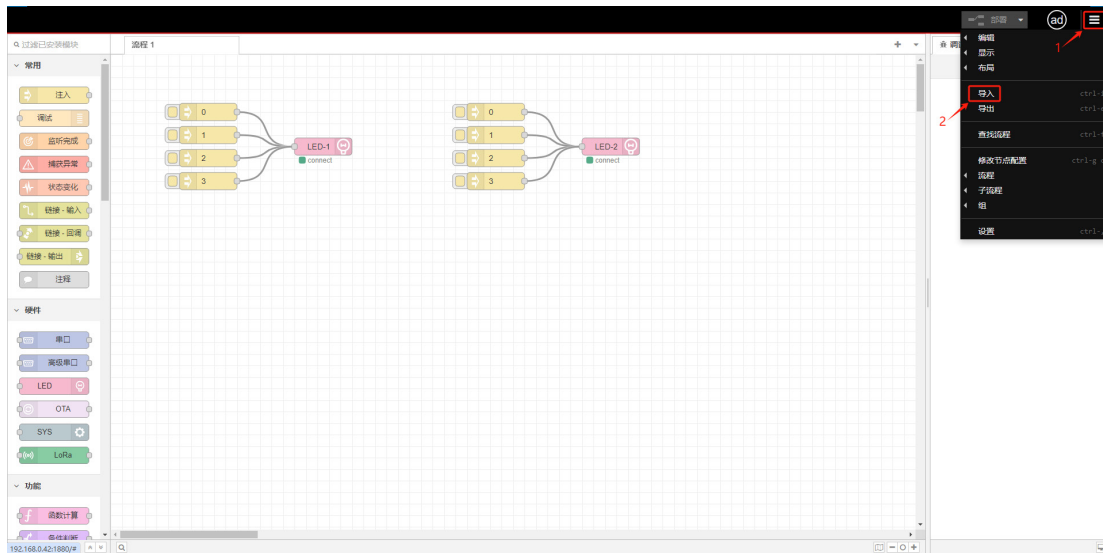 部署
ad
过滤已安装模块
流程 1
常用
注入
调试
监听完成
捕获异常
状态变化
链接 - 输入
链接 - 回调
链接 - 输出
注释
硬件
串口
高级串口
LED
OTA
SYS
LoRa
功能
函数计算
192.168.0.42:1880/#
0
1
2
3
LED-1
connect
0
1
2
3
LED-2
connect
1
编辑
显示
布局
2
导入
导出
查找流程
修改节点配置
流程
子流程
组
设置